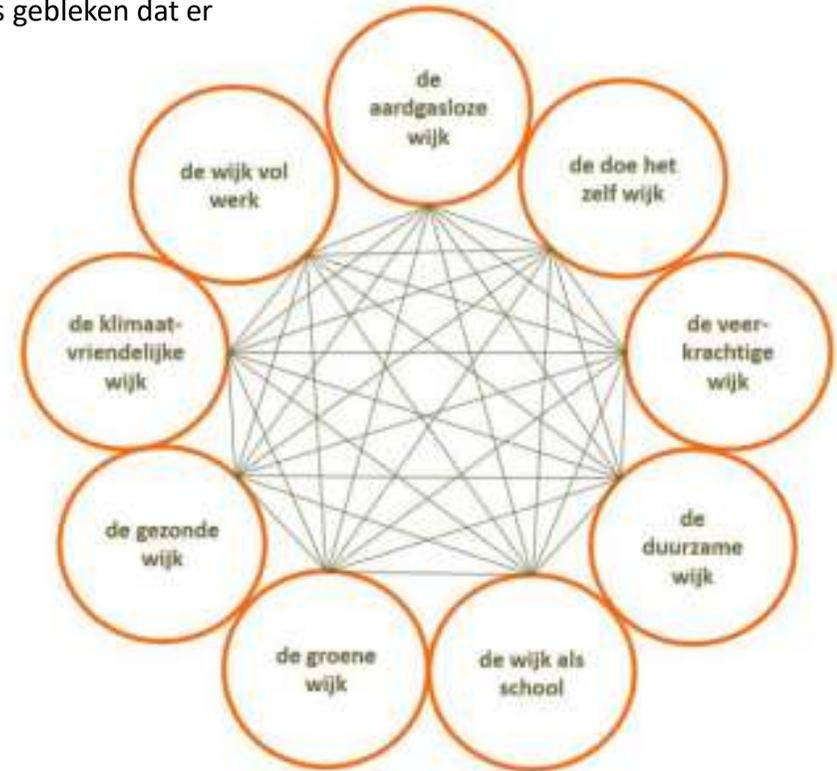 s gebleken dat er
de
aardgasloze
wijk
de doe het
zelf wijk
de veer-
krachtige
wijk
de
duurzame
wijk
de wijk als
school
de groene
wijk
de gezonde
wijk
de klimaat-
vriendelijke
wijk
de wijk vol
werk